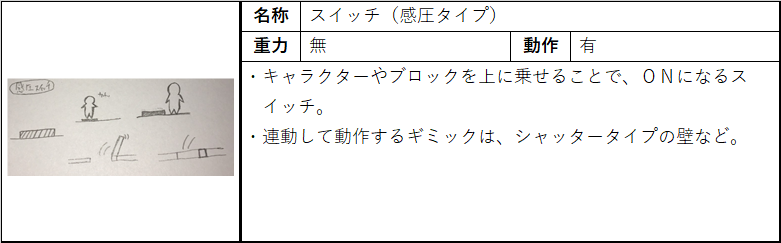 名称 スイッチ（感圧タイプ）
重力 無 動作 有
・キャラクターやブロックを上に乗せることで、ＯＮになるス
イッチ。
・連動して動作するギミックは、シャッタータイプの壁など。